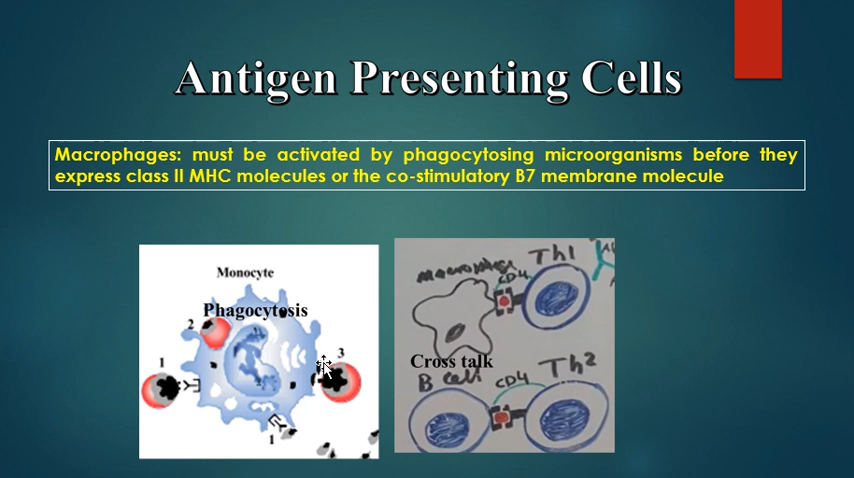 Antigen Presenting Cells
Macrophages: must be activated by phagocytosing microorganisms before they
express class II MHC molecules or the co-stimulatory B7 membrane molecule
Monocyte
Phagocytosis
2
1
3
1
macrophage
Th1
CD4
Cross talk
B cell
CD4
Th2